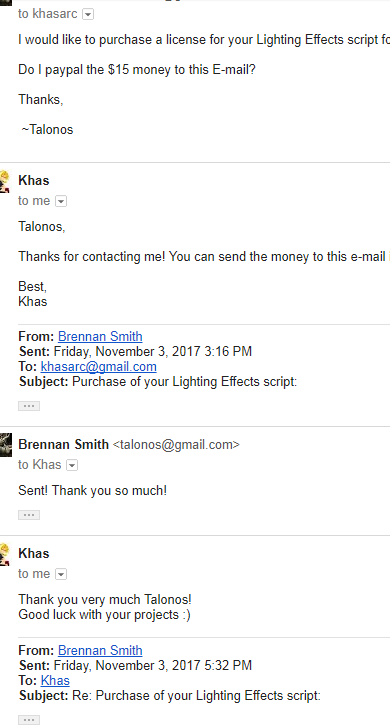 to khasarc
I would like to purchase a license for your Lighting Effects script fo
Do I paypal the $15 money to this E-mail?
Thanks,
~Talonos
Khas
to me
Talonos,
Thanks for contacting me! You can send the money to this e-mail
Best,
Khas
From: Brennan Smith
Sent: Friday, November 3, 2017 3:16 PM
To: khasarc@gmail.com
Subject: Purchase of your Lighting Effects script:
Brennan Smith <talonos@gmail.com>
to Khas
Sent! Thank you so much!
Khas
to me
Thank you very much Talonos!
Good luck with your projects :)
From: Brennan Smith
Sent: Friday, November 3, 2017 5:32 PM
To: Khas
Subject: Re: Purchase of your Lighting Effects script: